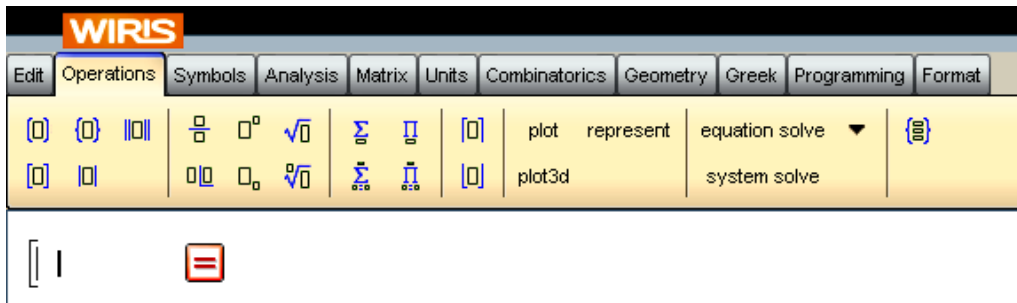 WIRIS
Edit Operations Symbols Analysis Matrix Units Combinatorics Geometry Greek Programming Format
plot represent equation solve
plot3d system solve
=